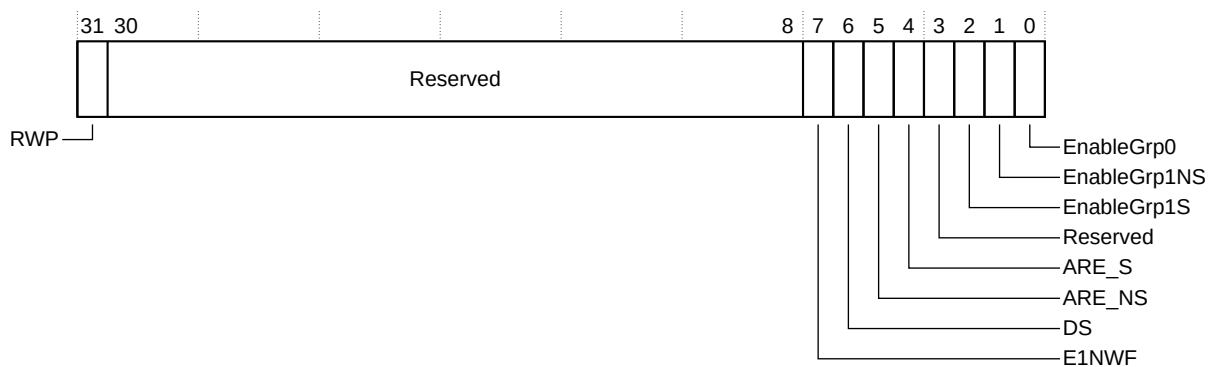 31 30 8 7 6 5 4 3 2 1 0
Reserved
RWP
EnableGrp0
EnableGrp1NS
EnableGrp1S
Reserved
ARE_S
ARE_NS
DS
E1NWF